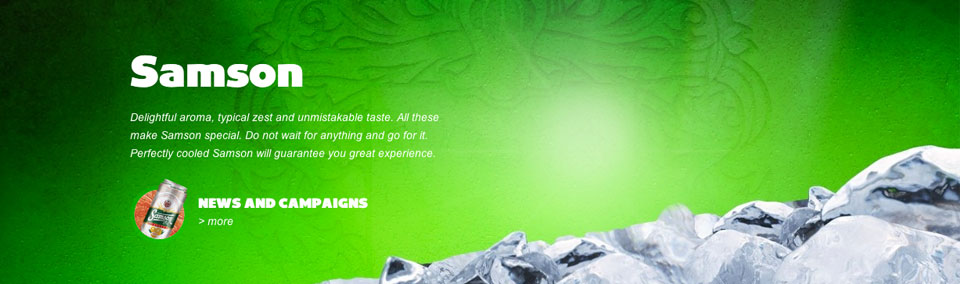 Samson
Delightful aroma, typical zest and unmistakable taste. All these
make Samson special. Do not wait for anything and go for it.
Perfectly cooled Samson will guarantee you great experience.
NEWS AND CAMPAIGNS
> more
Samson